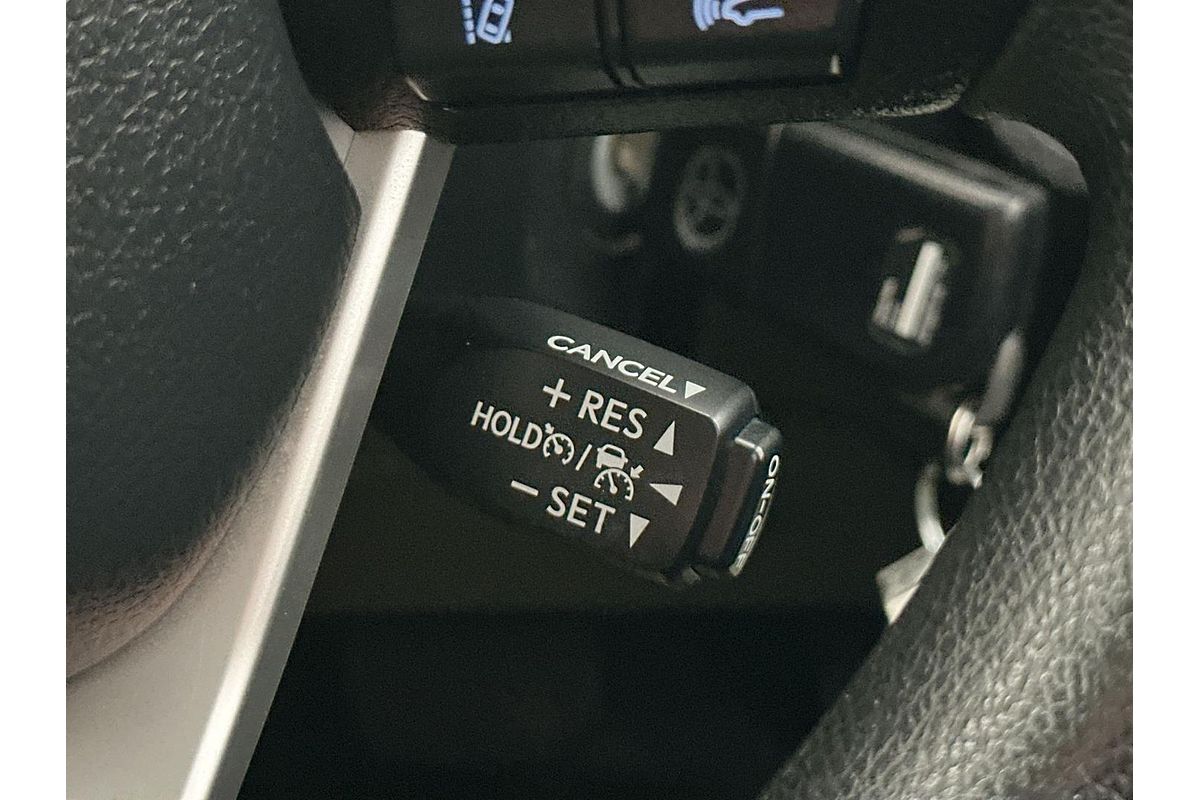 CANCEL
+ RES
HOLD /
− SET
ON-OFF